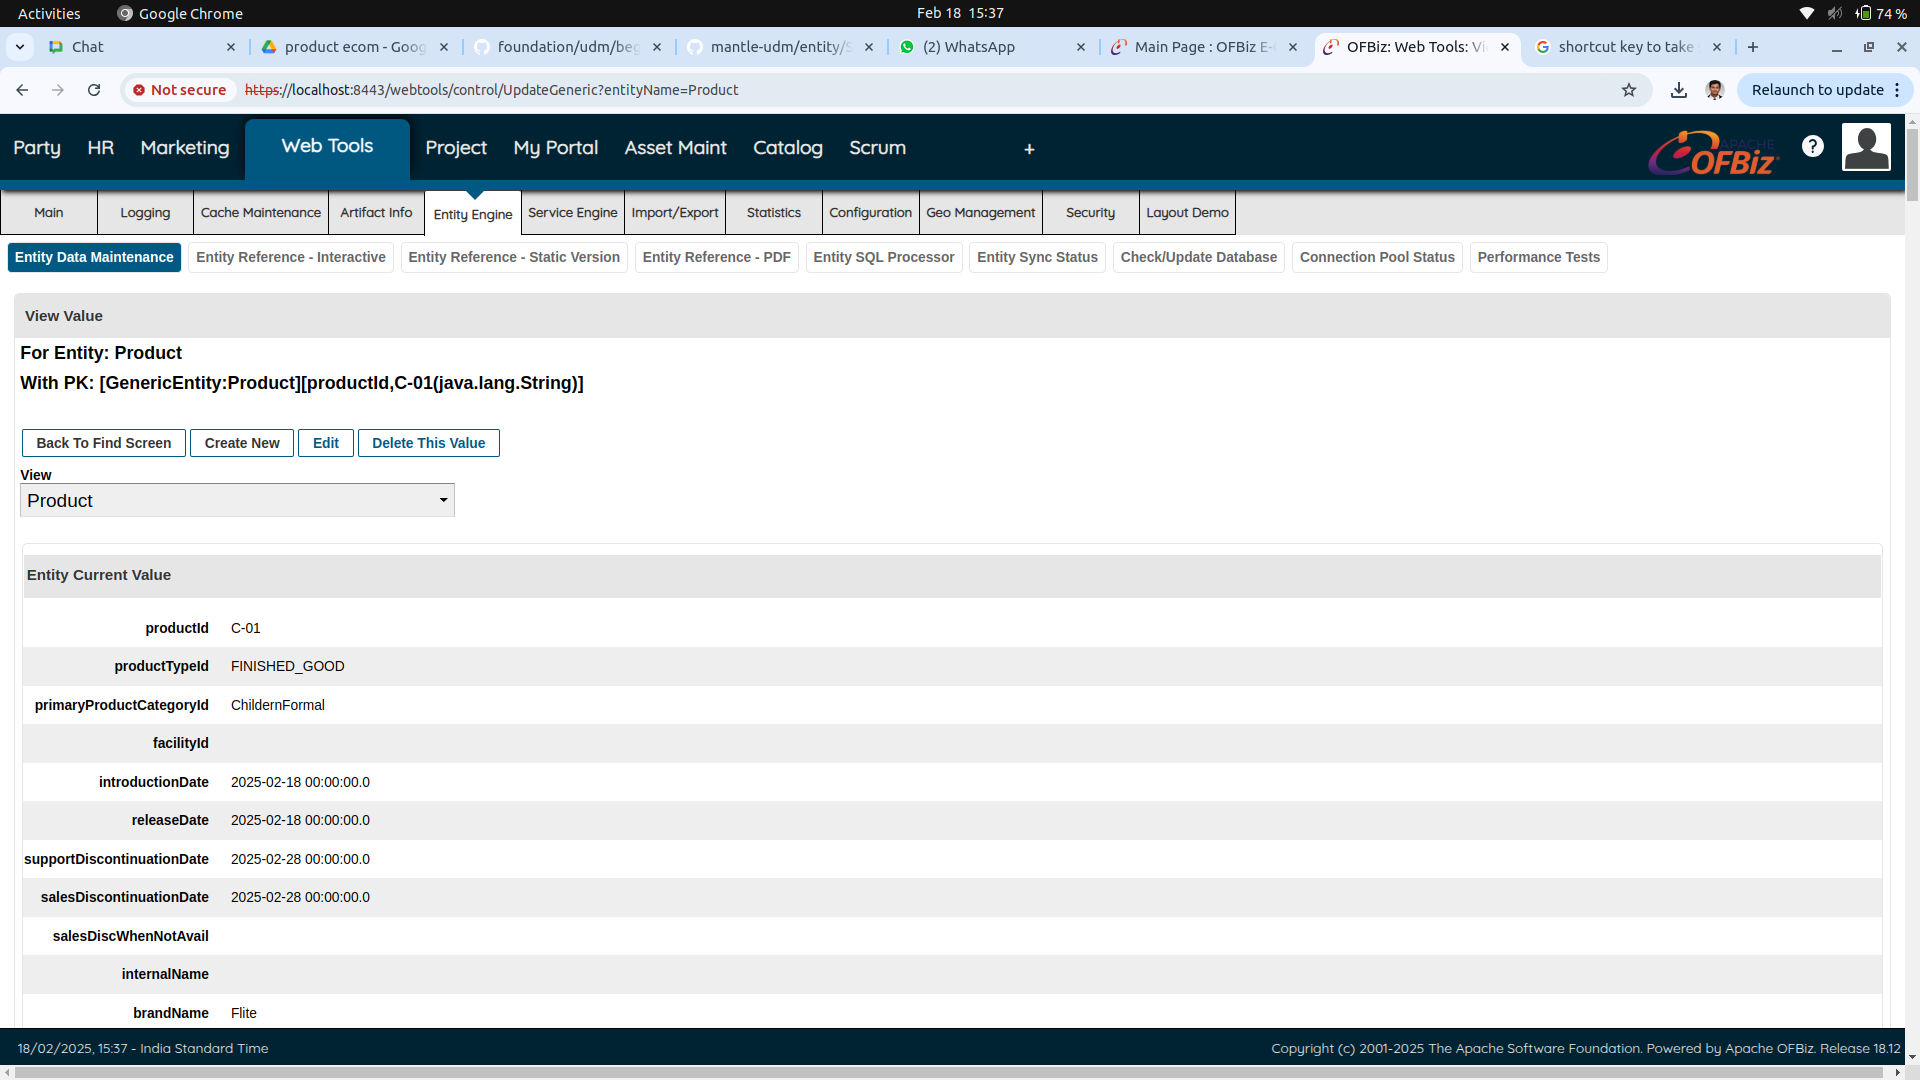 Activities Google Chrome Feb 18 15:37 74 %
Chat product ecom - Goog foundation/udm/beg mantle-udm/entity/S (2) WhatsApp Main Page : OFBiz E- OFBiz: Web Tools: Vi shortcut key to take
Not secure https://localhost:8443/webtools/control/UpdateGeneric?entityName=Product Relaunch to update
Party HR Marketing Web Tools Project My Portal Asset Maint Catalog Scrum + APACHE OFBiz ?
Main Logging Cache Maintenance Artifact Info Entity Engine Service Engine Import/Export Statistics Configuration Geo Management Security Layout Demo
Entity Data Maintenance Entity Reference - Interactive Entity Reference - Static Version Entity Reference - PDF Entity SQL Processor Entity Sync Status Check/Update Database Connection Pool Status Performance Tests
View Value
For Entity: Product
With PK: [GenericEntity:Product][productId,C-01(java.lang.String)]
Back To Find Screen Create New Edit Delete This Value
View
Product
Entity Current Value
productId C-01
productTypeId FINISHED_GOOD
primaryProductCategoryId ChildernFormal
facilityId
introductionDate 2025-02-18 00:00:00.0
releaseDate 2025-02-18 00:00:00.0
supportDiscontinuationDate 2025-02-28 00:00:00.0
salesDiscontinuationDate 2025-02-28 00:00:00.0
salesDiscWhenNotAvail
internalName
brandName Flite
18/02/2025, 15:37 - India Standard Time Copyright (c) 2001-2025 The Apache Software Foundation. Powered by Apache OFBiz. Release 18.12